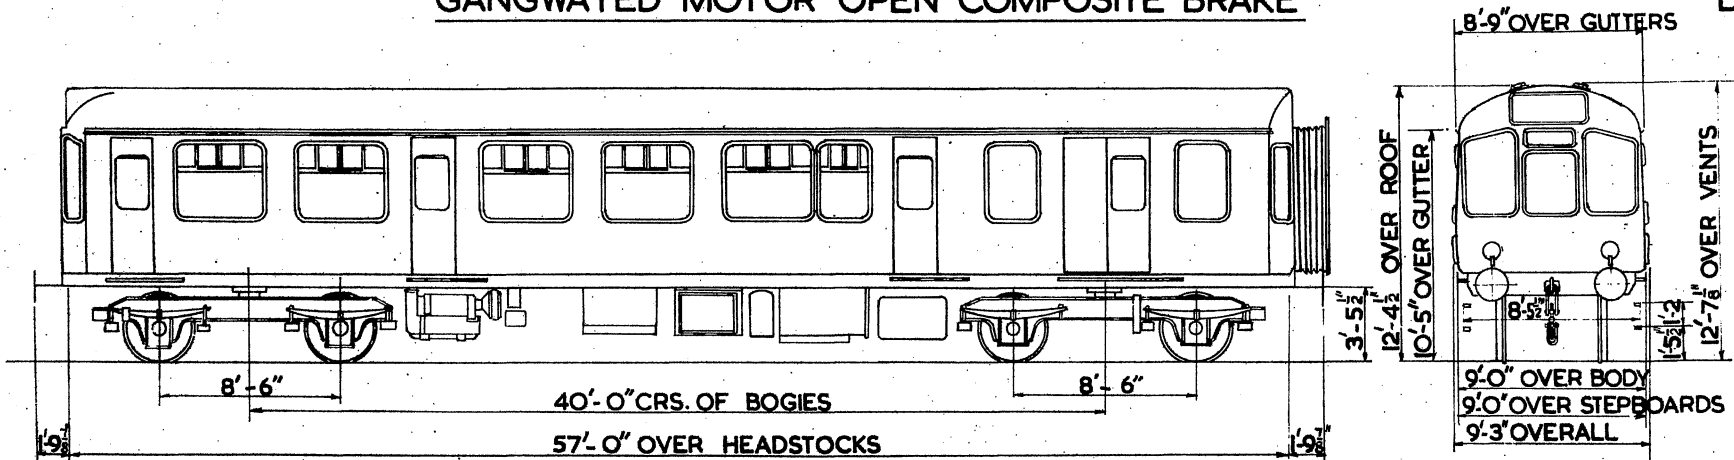 GANGWAYED MOTOR OPEN COMPOSITE BRAKE
8'-9" OVER GUTTERS
3'-5½"
12'-4½" OVER ROOF
10'-5" OVER GUTTER
8'-5½"
1'-2"
1'5½"
12'-7⅛" OVER VENTS
8'-6"
40'-0" CRS. OF BOGIES
8'-6"
1'-9⅞"
57'-0" OVER HEADSTOCKS
1'-9⅞"
9'-0" OVER BODY
9'-0" OVER STEPBOARDS
9'-3" OVERALL